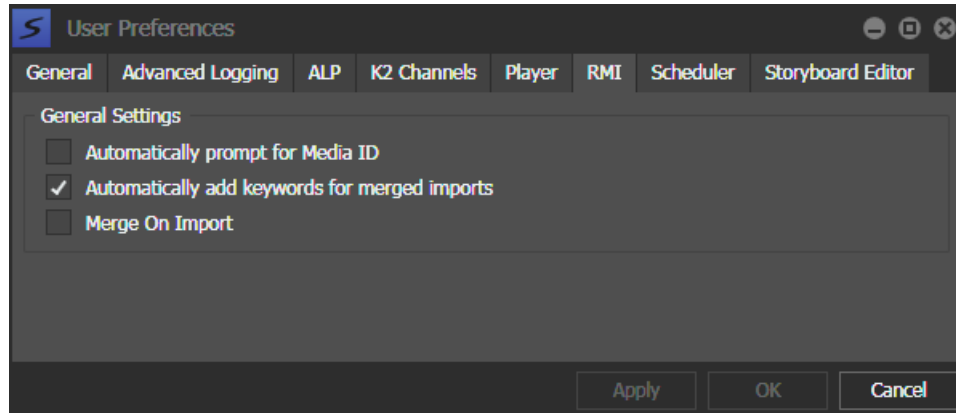 S User Preferences
General Advanced Logging ALP K2 Channels Player RMI Scheduler Storyboard Editor
General Settings
Automatically prompt for Media ID
Automatically add keywords for merged imports
Merge On Import
Apply OK Cancel